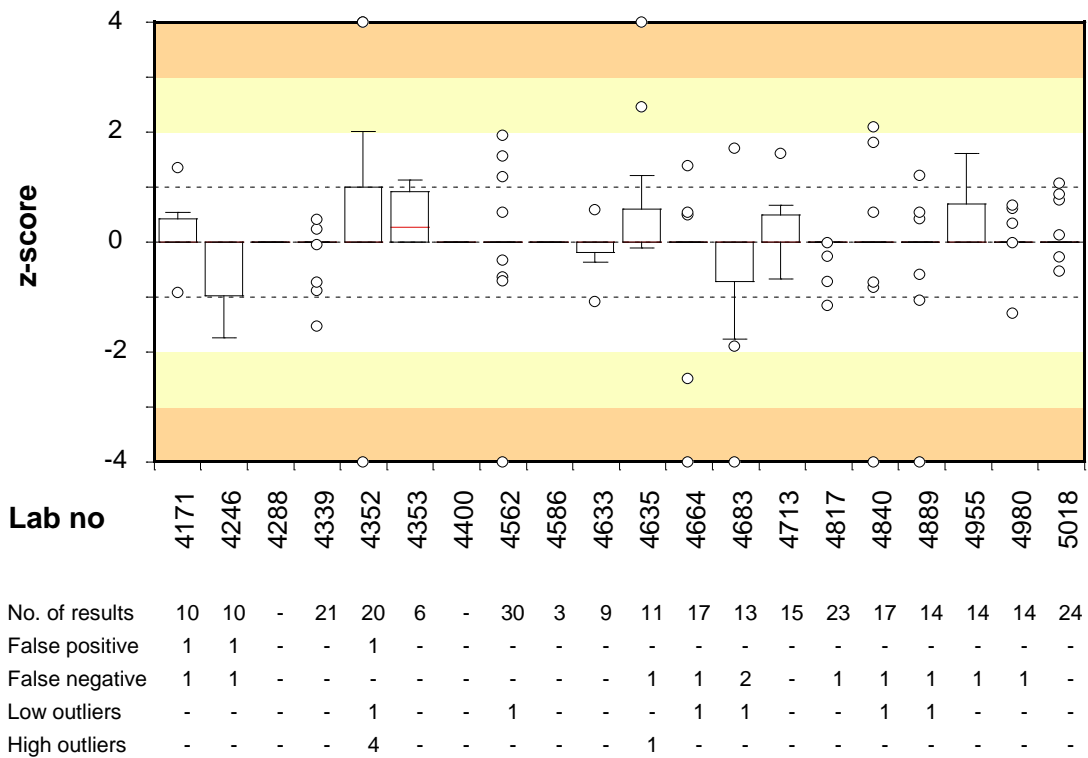 4
2
0
-2
-4
z-score
Lab no 4171 4246 4288 4339 4352 4353 4400 4562 4586 4633 4635 4664 4683 4713 4817 4840 4889 4955 4980 5018
No. of results 10 10 - 21 20 6 - 30 3 9 11 17 13 15 23 17 14 14 14 24
False positive 1 1 - - 1 - - - - - - - - - - - - - - -
False negative 1 1 - - - - - - - - 1 1 2 - 1 1 1 1 1 -
Low outliers - - - - 1 - - 1 - - - 1 1 - - 1 1 - - -
High outliers - - - - 4 - - - - - 1 - - - - - - - - -